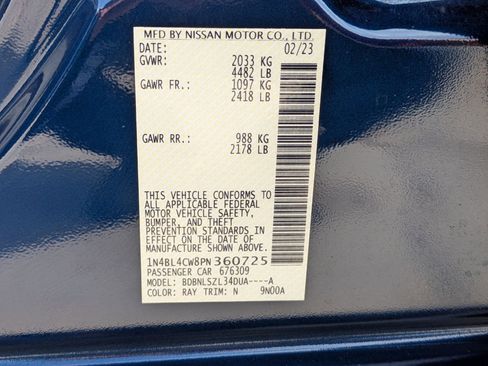 MFD BY NISSAN MOTOR CO., LTD.
DATE: 02/23
GVWR: 2033 KG
4482 LB
GAWR FR.: 1097 KG
2418 LB
GAWR RR.: 988 KG
2178 LB
THIS VEHICLE CONFORMS TO
ALL APPLICABLE FEDERAL
MOTOR VEHICLE SAFETY,
BUMPER, AND THEFT
PREVENTION STANDARDS IN
EFFECT ON THE DATE OF
MANUFACTURE SHOWN ABOVE.
1N4BL4CW8PN360725
PASSENGER CAR 676309
MODEL: BDBNLSZL34DUA----A
COLOR: RAY TRIM: N 9N00A